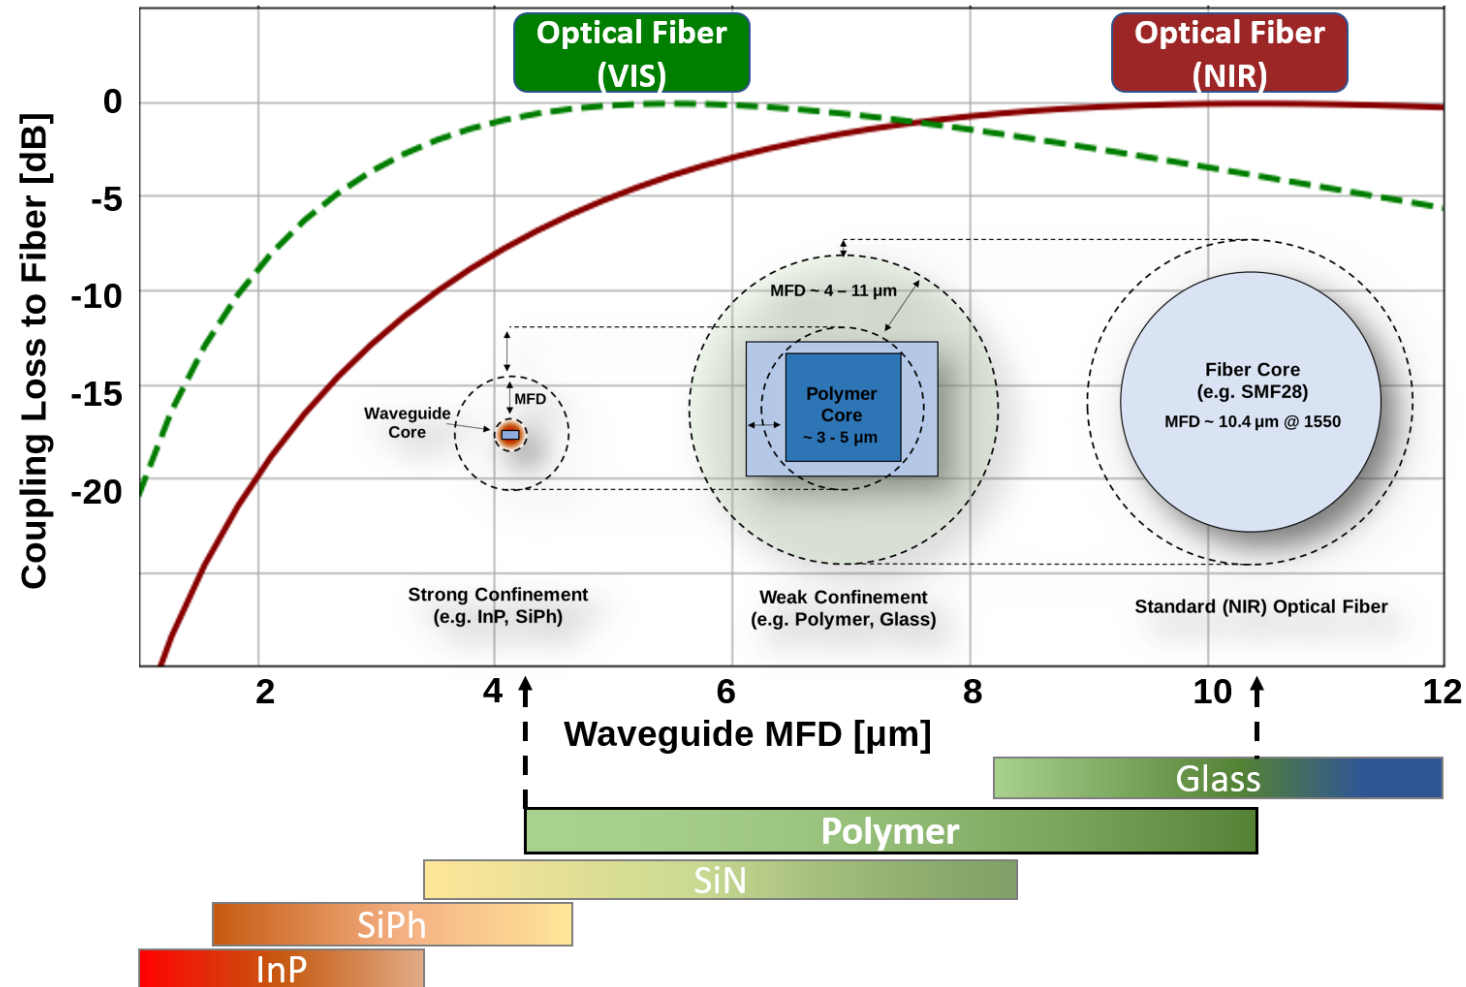 Optical Fiber
(VIS)
Optical Fiber
(NIR)
Coupling Loss to Fiber [dB]
0
-5
-10
-15
-20
MFD ~ 4 – 11 μm
MFD
Waveguide
Core
Polymer
Core
~ 3 - 5 μm
Fiber Core
(e.g. SMF28)
MFD ~ 10.4 μm @ 1550
Strong Confinement
(e.g. InP, SiPh)
Weak Confinement
(e.g. Polymer, Glass)
Standard (NIR) Optical Fiber
2
4
6
8
10
12
Waveguide MFD [μm]
Glass
Polymer
SiN
SiPh
InP